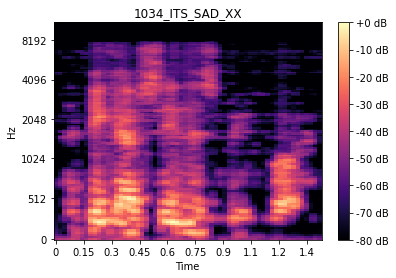 1034_ITS_SAD_XX
+0 dB
8192
-10 dB
4096
-20 dB
-30 dB
2048
Hz
-40 dB
1024
-50 dB
512
-60 dB
-70 dB
0
-80 dB
0 0.15 0.3 0.45 0.6 0.75 0.9 1.1 1.2 1.4
Time